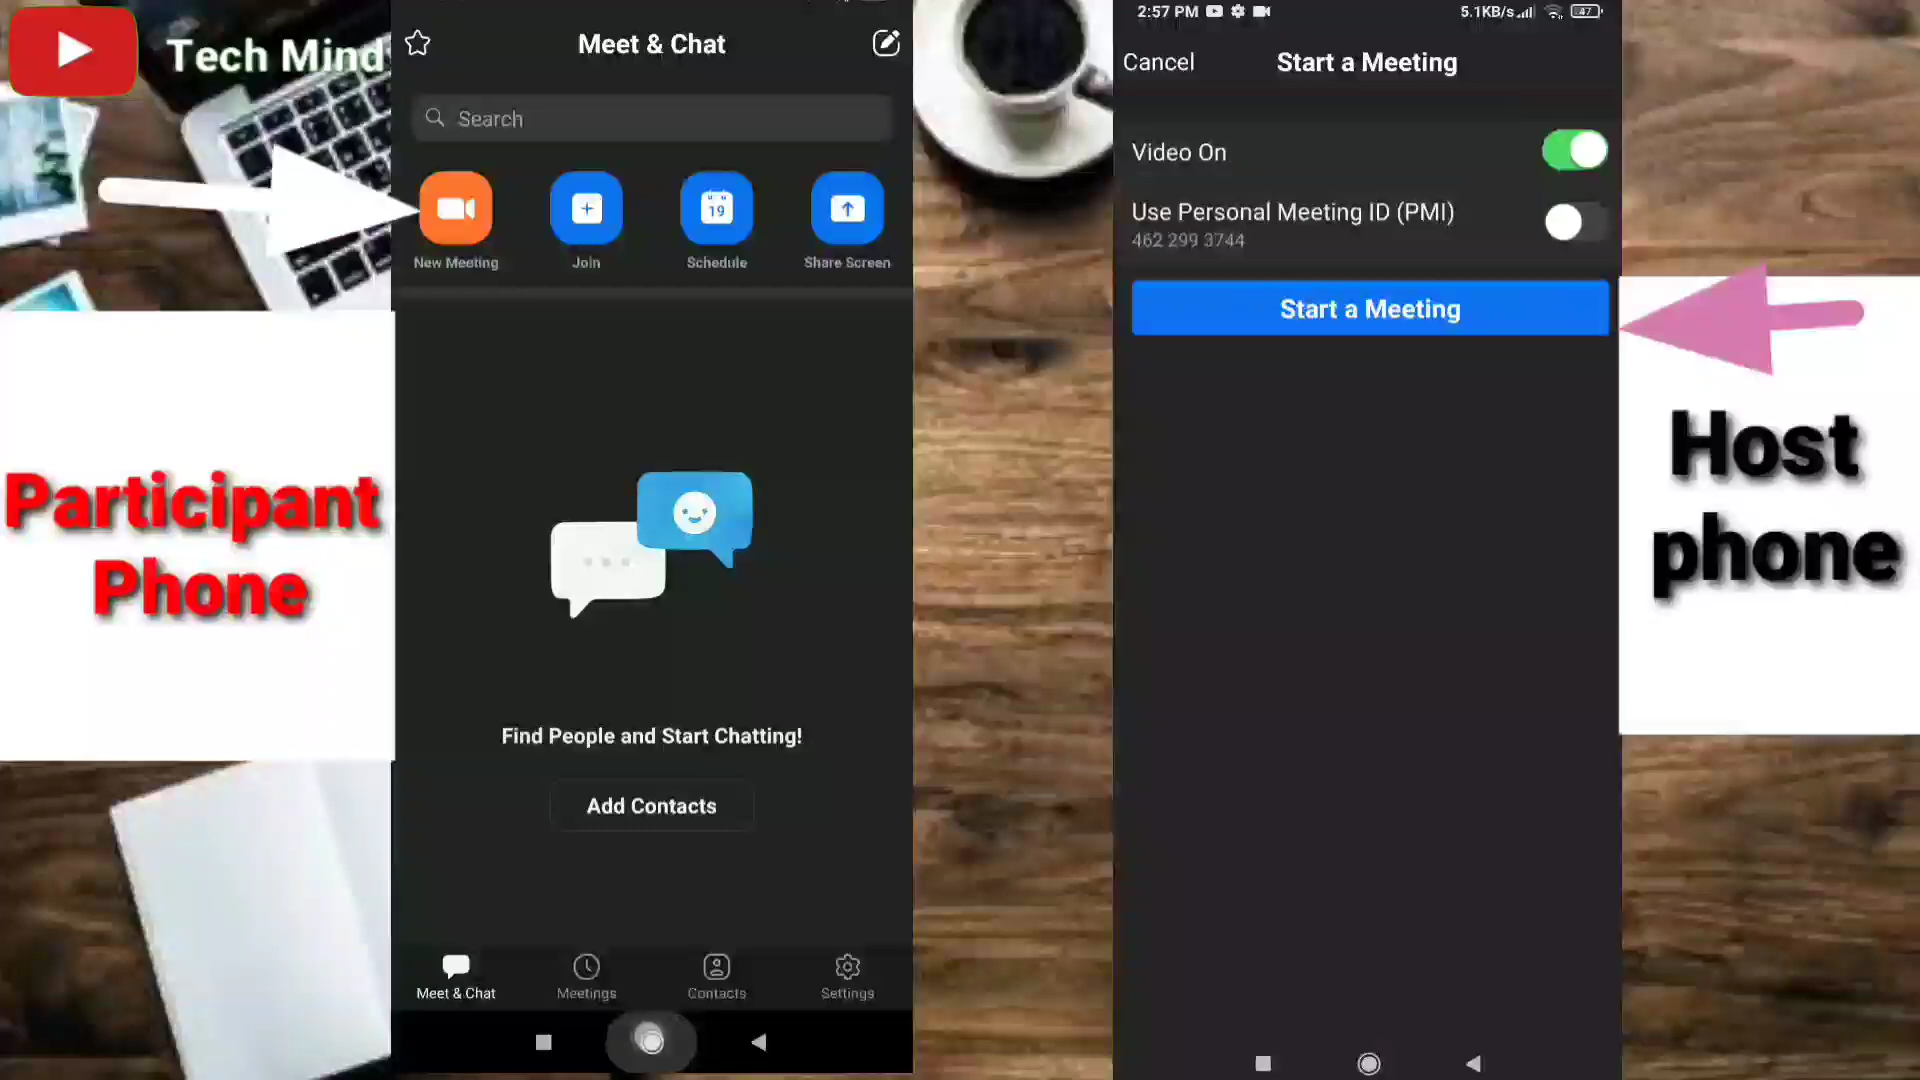 Tech Mind
Meet & Chat
Search
19
New Meeting
Join
Schedule
Share Screen
Find People and Start Chatting!
Add Contacts
Meet & Chat
Meetings
Contacts
Settings
Participant
Phone
2:57 PM
5.1KB/s
47
Cancel
Start a Meeting
Video On
Use Personal Meeting ID (PMI)
462 299 3744
Start a Meeting
Host
phone